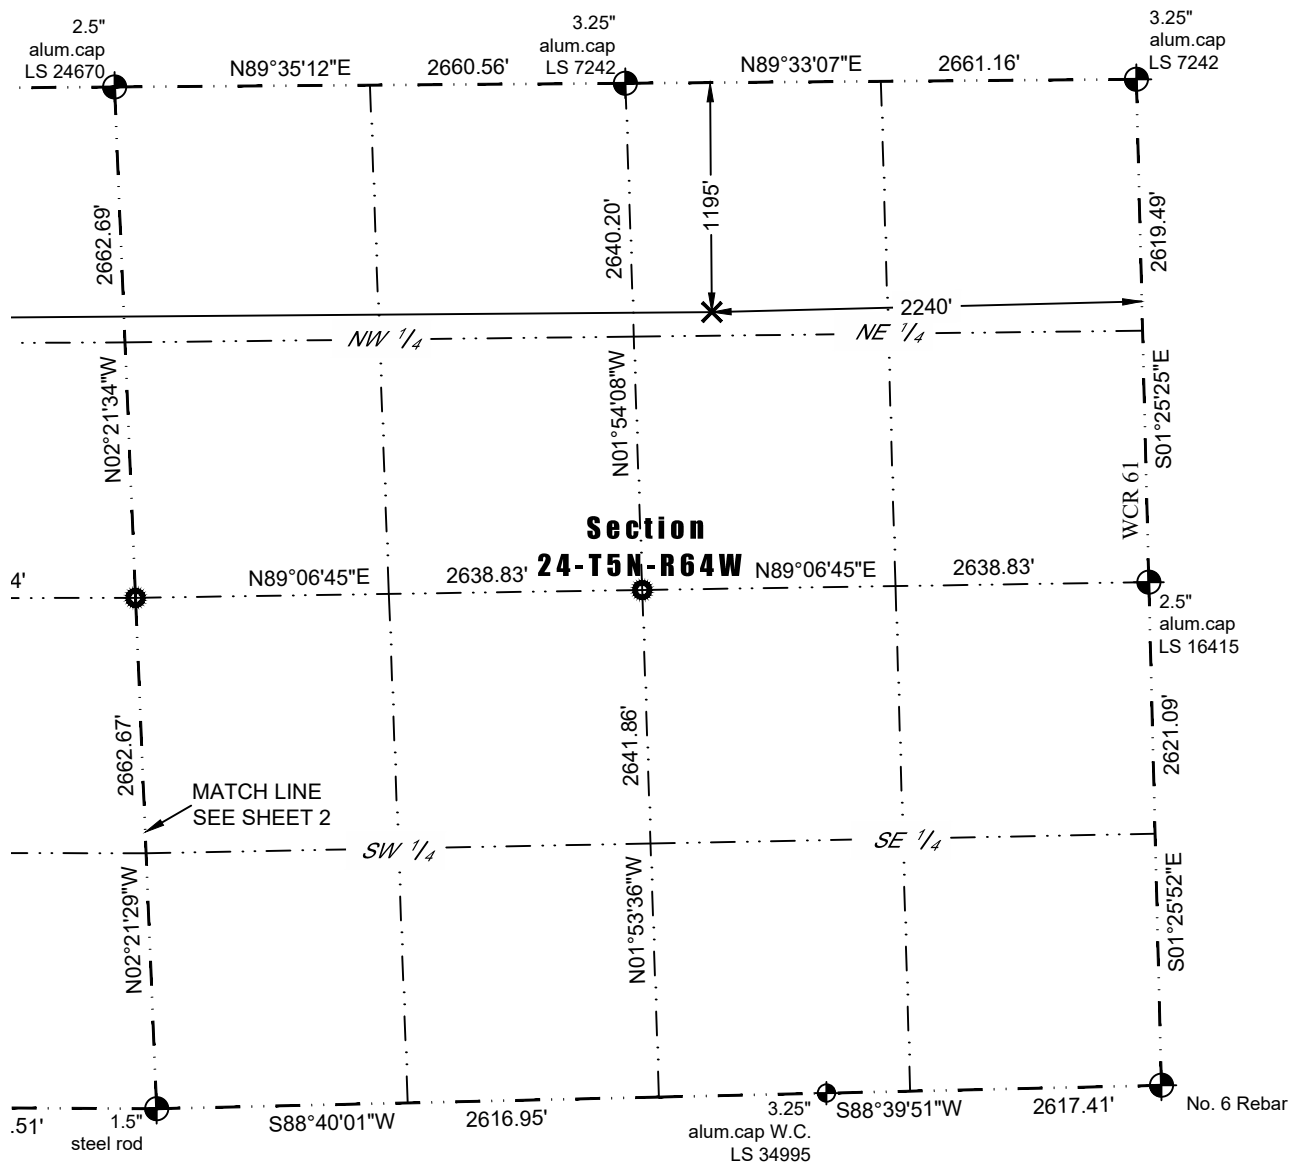 2.5"
alum.cap
LS 24670
N89°35'12"E
2660.56'
3.25"
alum.cap
LS 7242
N89°33'07"E
2661.16'
3.25"
alum.cap
LS 7242
2662.69'
2640.20'
1195'
2619.49'
2240'
NW 1/4
NE 1/4
N02°21'34"W
N01°54'08"W
S01°25'25"E
WCR 61
Section
24-T5N-R64W
4'
N89°06'45"E
2638.83'
N89°06'45"E
2638.83'
2.5"
alum.cap
LS 16415
2662.67'
2641.86'
2621.09'
MATCH LINE
SEE SHEET 2
SW 1/4
SE 1/4
N02°21'29"W
N01°53'36"W
S01°25'52"E
.51'
1.5"
steel rod
S88°40'01"W
2616.95'
3.25"
alum.cap W.C.
LS 34995
S88°39'51"W
2617.41'
No. 6 Rebar